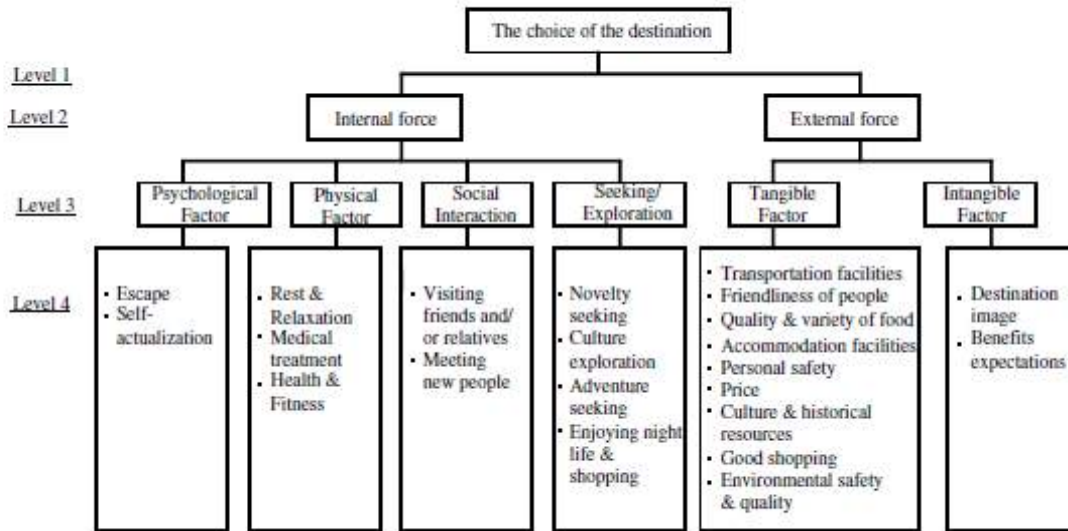 The choice of the destination
Level 1
Level 2
Internal force
External force
Level 3
Psychological
Factor
Physical
Factor
Social
Interaction
Seeking/
Exploration
Tangible
Factor
Intangible
Factor
Level 4
• Escape
• Self-
actualization
• Rest &
Relaxation
• Medical
treatment
• Health &
Fitness
• Visiting
friends and/
or relatives
• Meeting
new people
• Novelty
seeking
• Culture
exploration
• Adventure
seeking
• Enjoying night
life &
shopping
• Transportation facilities
• Friendliness of people
• Quality & variety of food
• Accommodation facilities
• Personal safety
• Price
• Culture & historical
resources
• Good shopping
• Environmental safety
& quality
• Destination
image
• Benefits
expectations